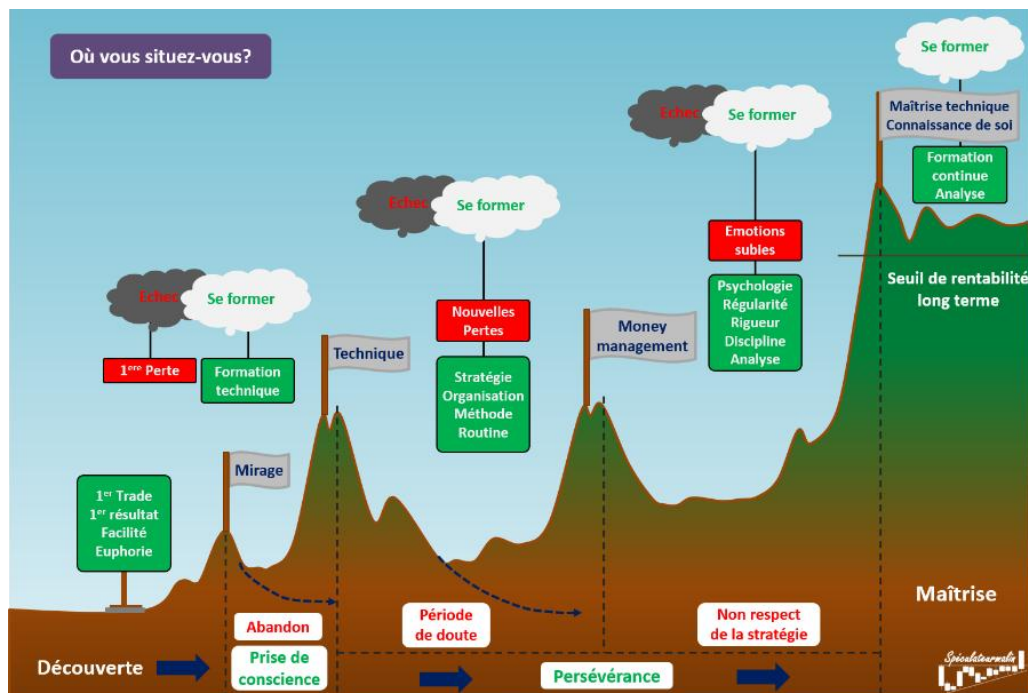 Où vous situez-vous?
Se former
Maîtrise technique
Connaissance de soi
Formation
continue
Analyse
Echec
Se former
Emotions
subies
Psychologie
Régularité
Rigueur
Discipline
Analyse
Seuil de rentabilité
long terme
Echec
Se former
Nouvelles
Pertes
Stratégie
Organisation
Méthode
Routine
Money
management
Echec
Se former
1ere Perte
Formation
technique
Technique
Mirage
1er Trade
1er résultat
Facilité
Euphorie
Abandon
Prise de
conscience
Période
de doute
Non respect
de la stratégie
Maîtrise
Découverte
Persévérance
Spéculateurmalin